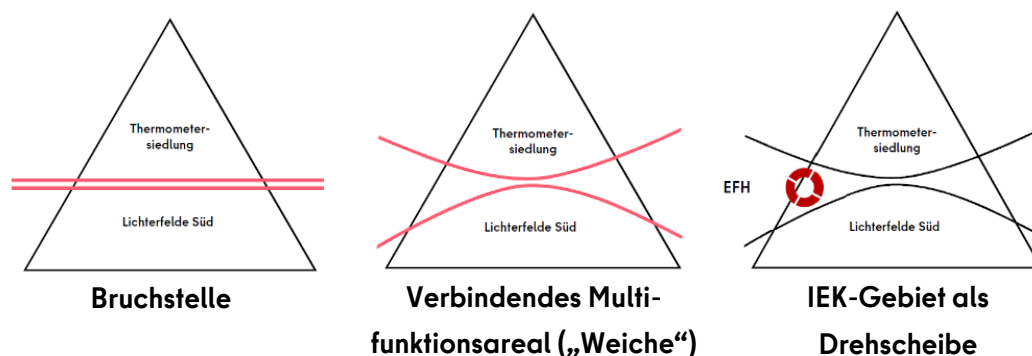 Thermometer-
siedlung
Lichterfelde Süd
Bruchstelle
Thermometer-
siedlung
Lichterfelde Süd
Verbindendes Multi-
funktionsareal („Weiche“)
Thermometer-
siedlung
EFH
Lichterfelde Süd
IEK-Gebiet als
Drehscheibe